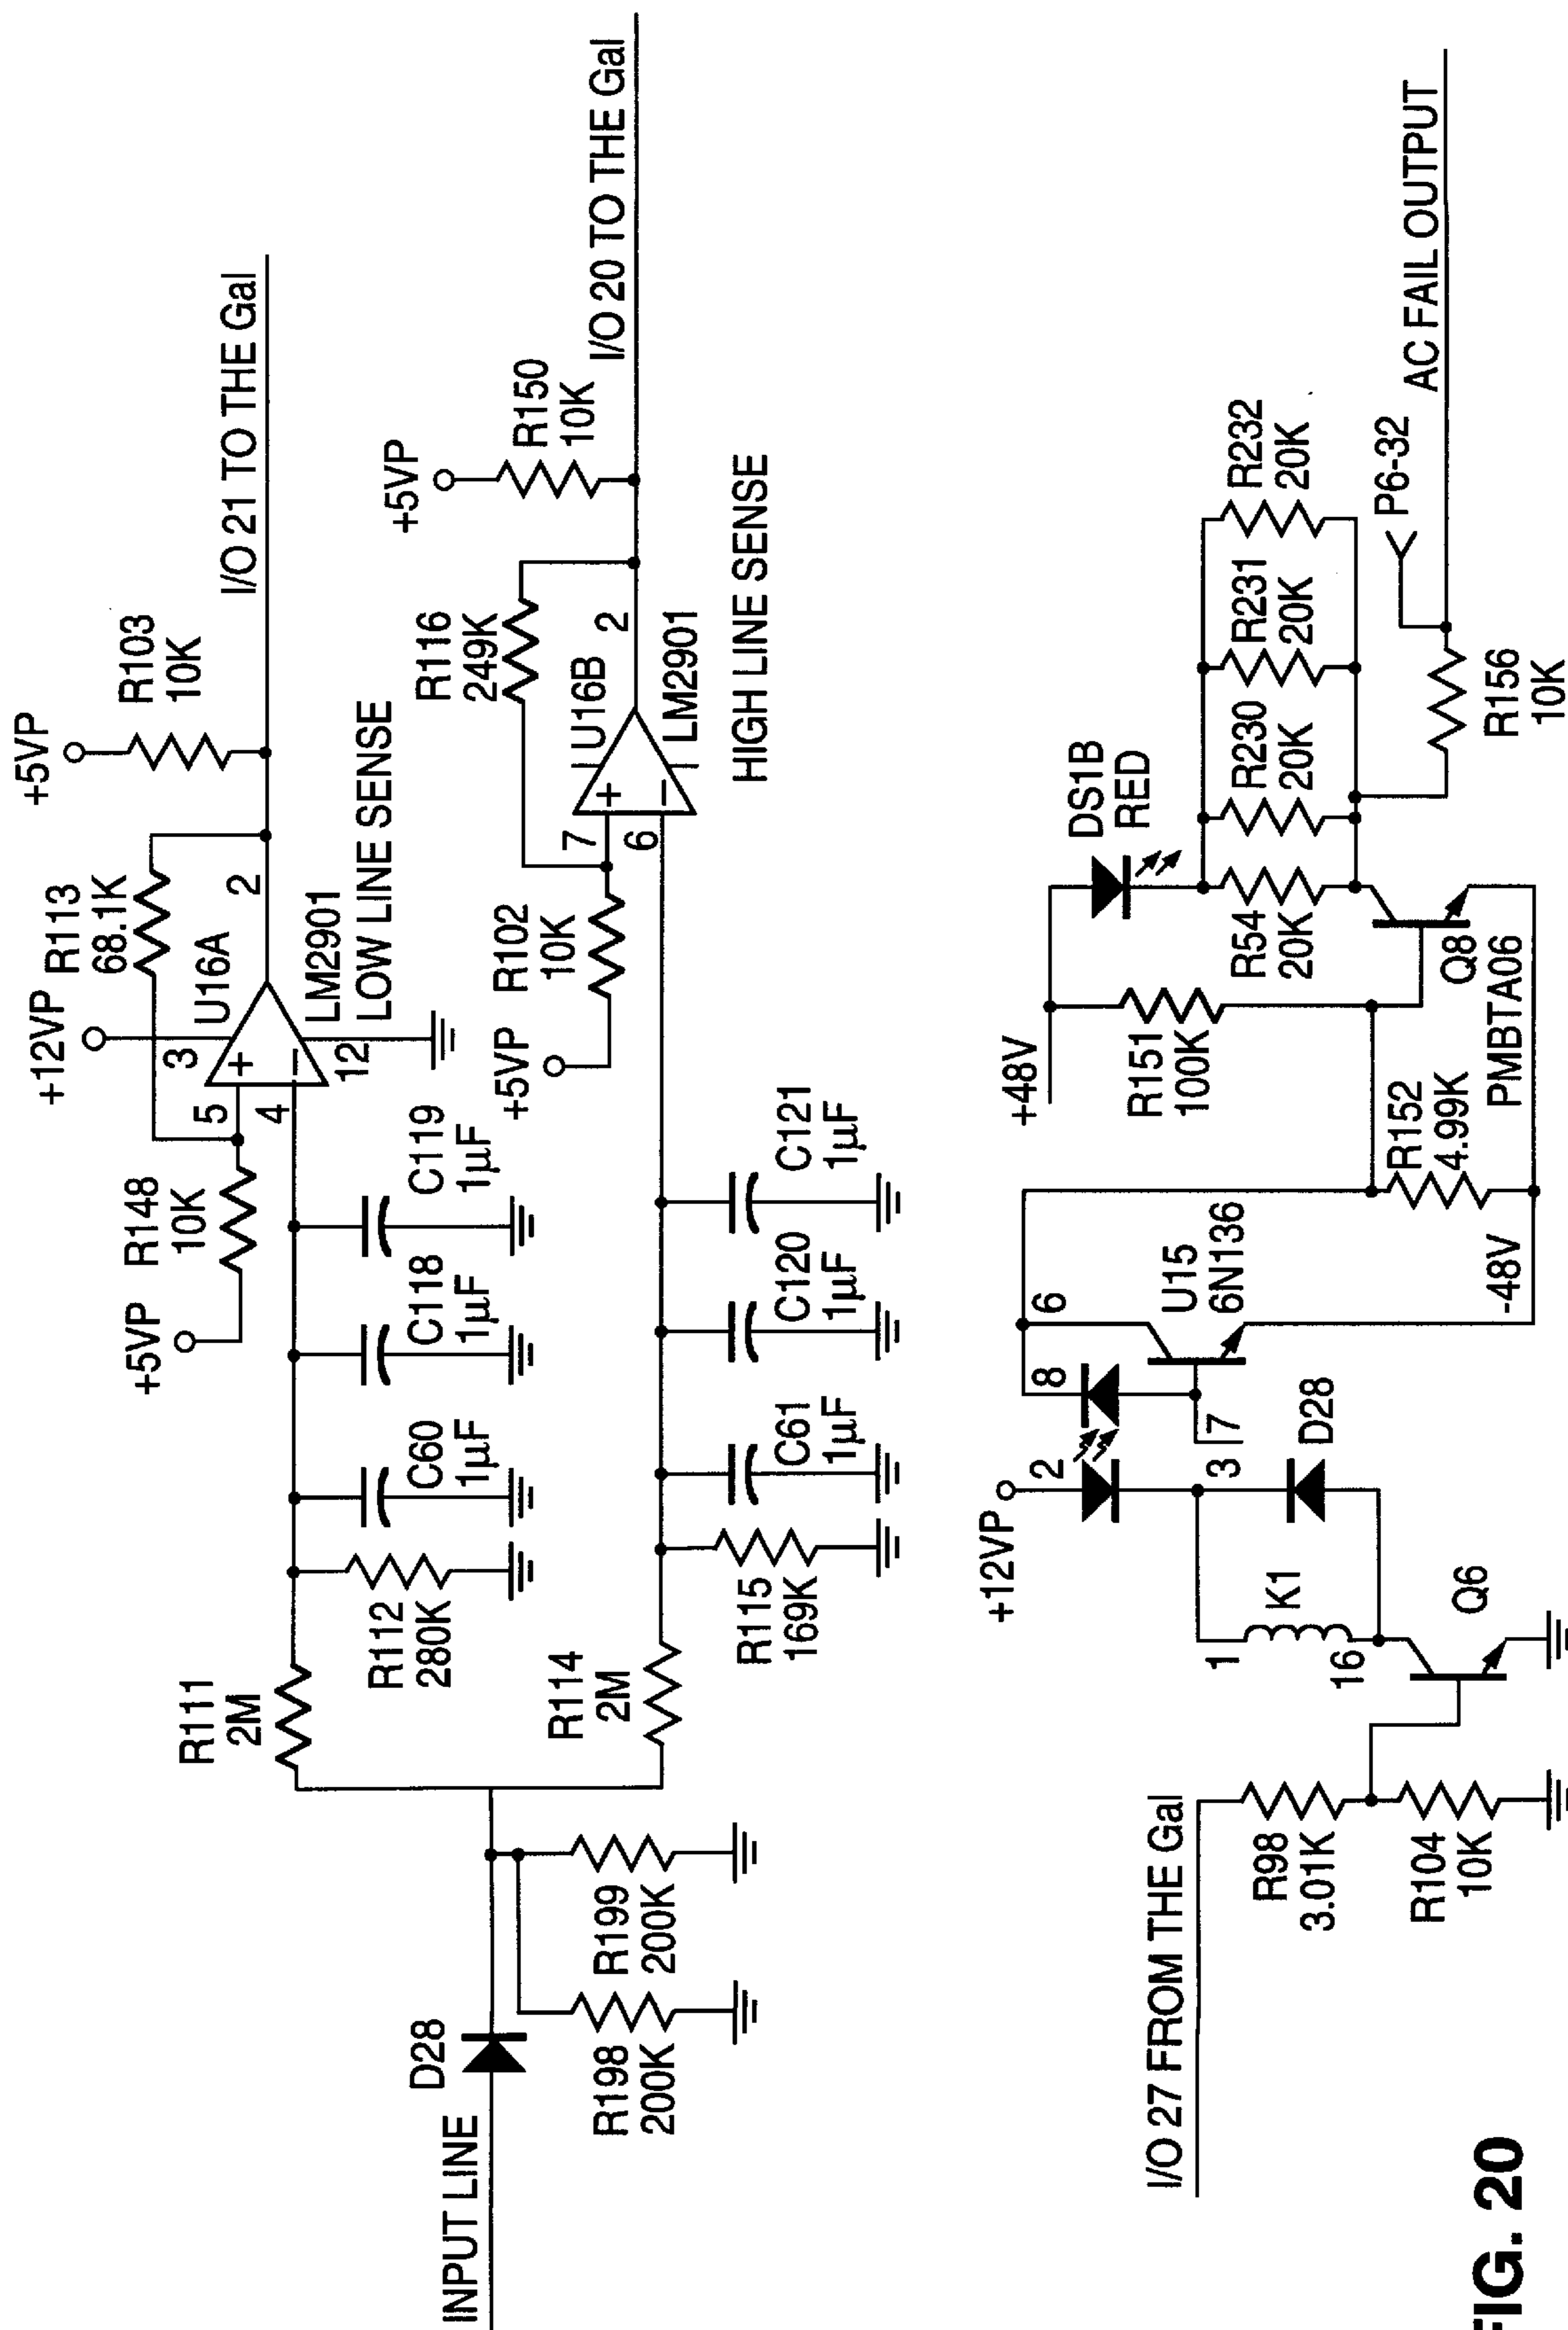 INPUT LINE
D28
R198
200K
R199
200K
R111
2M
R112
280K
C60
1µF
C118
1µF
C119
1µF
+5VP
R148
10K
5
4
3
12
+12VP
U16A
+
−
LM2901
LOW LINE SENSE
R113
68.1K
2
+5VP
R103
10K
I/O 21 TO THE Gal
R114
2M
R115
169K
C61
1µF
C120
1µF
C121
1µF
+5VP
R102
10K
7
6
+
−
U16B
LM2901
HIGH LINE SENSE
R116
249K
2
+5VP
R150
10K
I/O 20 TO THE Gal
I/O 27 FROM THE Gal
R98
3.01K
R104
10K
Q6
1
K1
16
+12VP
2
3
D28
8
7
6
U15
6N136
-48V
R152
4.99K
+48V
R151
100K
Q8
PMBTA06
DS1B
RED
R54
20K
R230
20K
R231
20K
R232
20K
R156
10K
P6-32
AC FAIL OUTPUT
FIG. 20